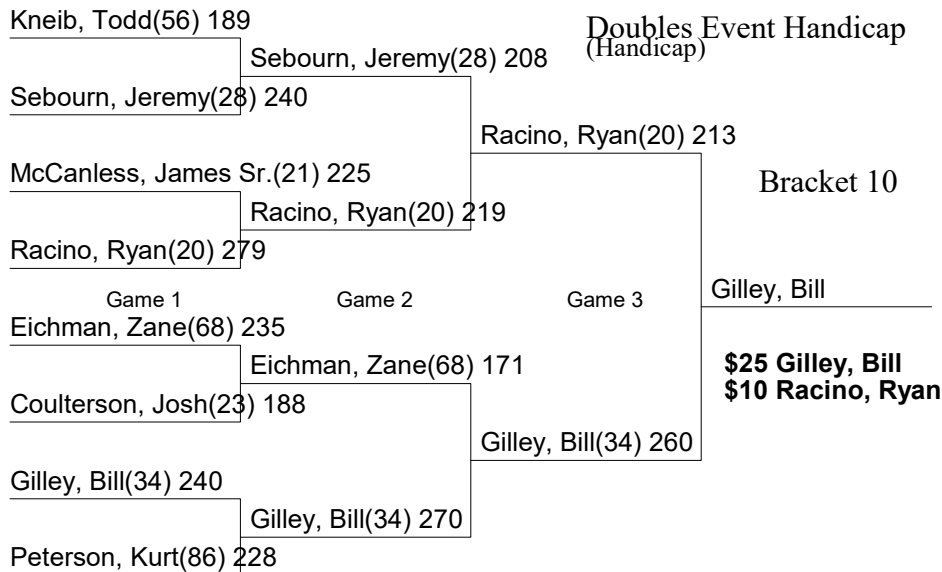 Kneib, Todd(56) 189
Doubles Event Handicap
(Handicap)
Sebourn, Jeremy(28) 208
Sebourn, Jeremy(28) 240
Racino, Ryan(20) 213
McCanless, James Sr.(21) 225
Bracket 10
Racino, Ryan(20) 219
Racino, Ryan(20) 279
Game 1
Game 2
Game 3
Gilley, Bill
Eichman, Zane(68) 235
Eichman, Zane(68) 171
$25 Gilley, Bill
$10 Racino, Ryan
Coulterson, Josh(23) 188
Gilley, Bill(34) 260
Gilley, Bill(34) 240
Gilley, Bill(34) 270
Peterson, Kurt(86) 228